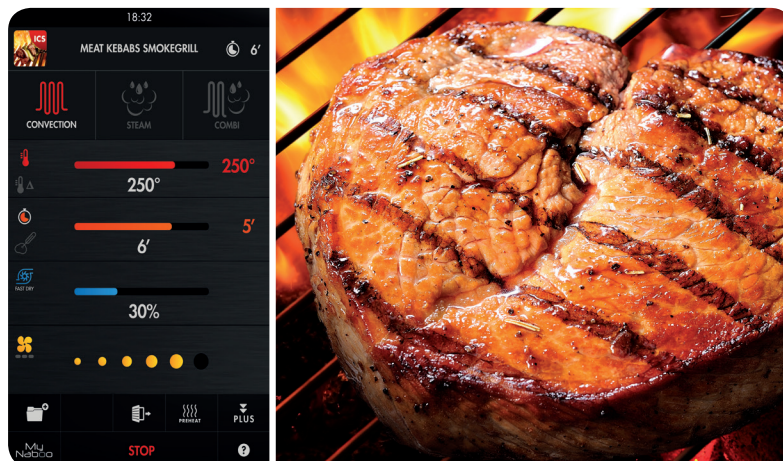 18:32
ICS
MEAT KEBABS SMOKEGRILL 6’
CONVECTION STEAM COMBI
250°
250°
5’
6’
FAST DRY
30%
PREHEAT
PLUS
My
Naboo
STOP
?